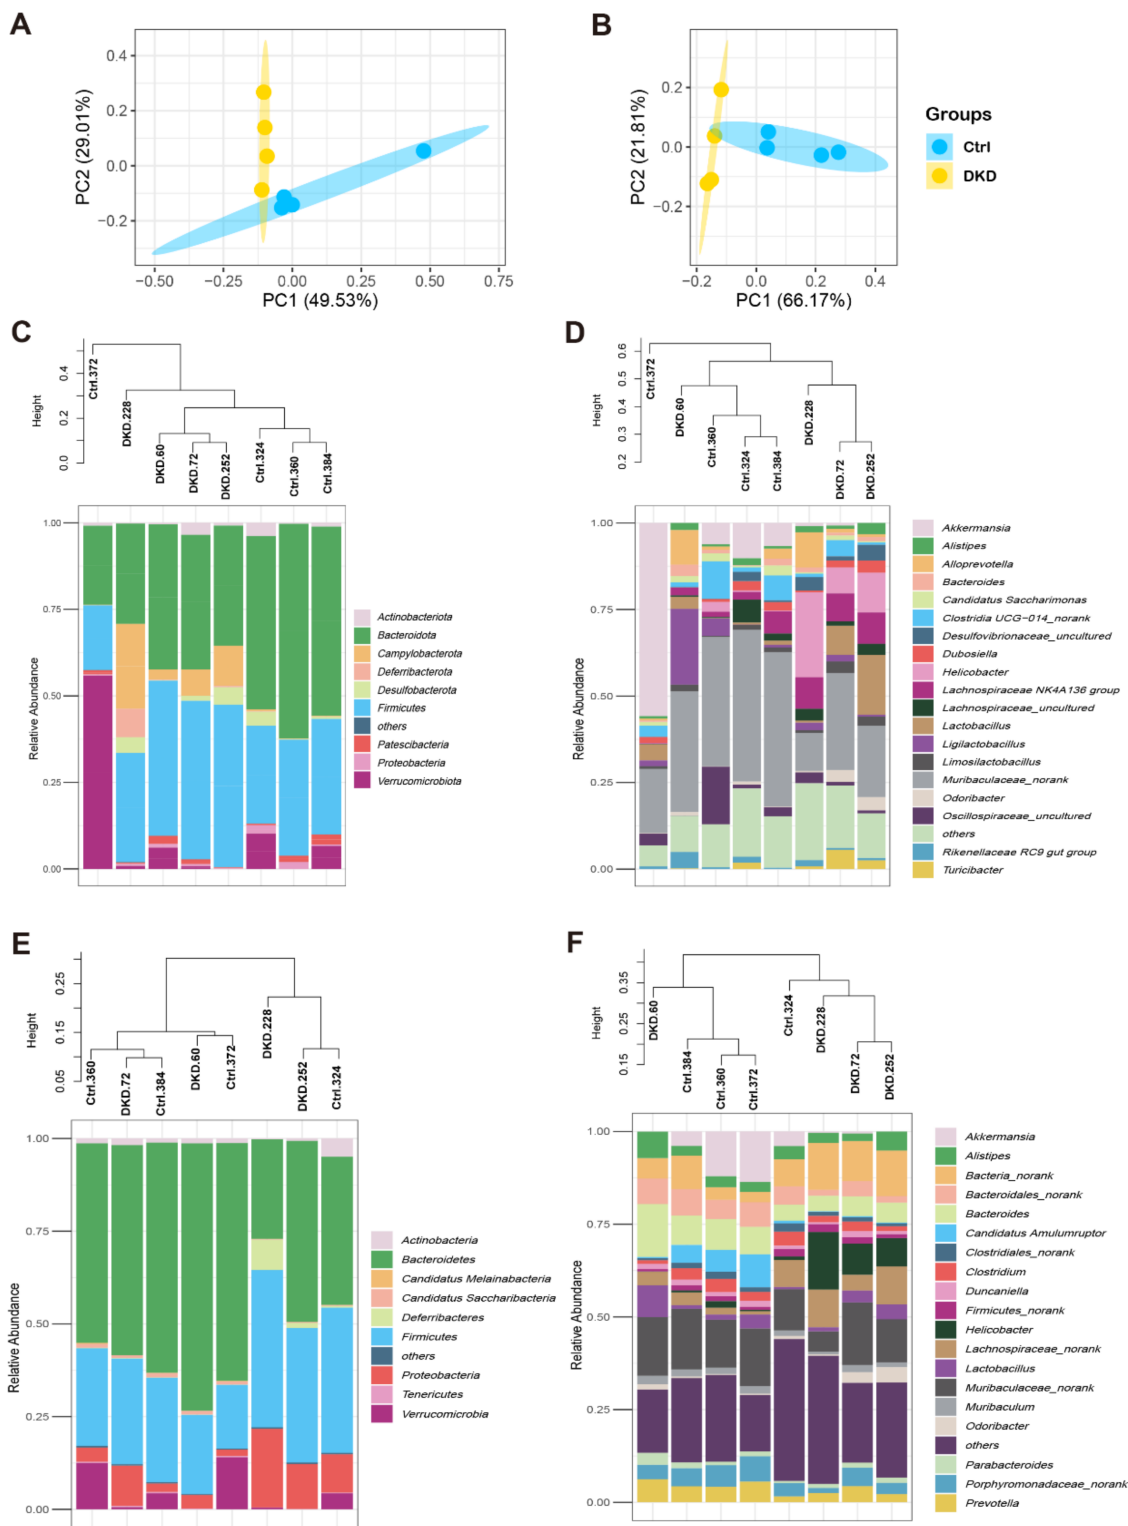 A
PC2 (29.01%)
0.4
0.2
0.0
−0.2
−0.50
−0.25
0.00
0.25
0.50
0.75
PC1 (49.53%)
B
PC2 (21.81%)
0.2
0.0
−0.2
−0.2
0.0
0.2
0.4
PC1 (66.17%)
Groups
Ctrl
DKD
C
Height
0.4
0.2
0.0
Ctrl.372
DKD.228
DKD.60
DKD.72
DKD.252
Ctrl.324
Ctrl.360
Ctrl.384
Relative Abundance
1.00
0.75
0.50
0.25
0.00
Actinobacteriota
Bacteroidota
Campylobacterota
Deferribacterota
Desulfobacterota
Firmicutes
others
Patescibacteria
Proteobacteria
Verrucomicrobiota
D
Height
0.6
0.5
0.4
0.3
0.2
Ctrl.372
DKD.60
Ctrl.360
Ctrl.324
Ctrl.384
DKD.228
DKD.72
DKD.252
Relative Abundance
1.00
0.75
0.50
0.25
0.00
Akkermansia
Alistipes
Alloprevotella
Bacteroides
Candidatus Saccharimonas
Clostridia UCG−014_norank
Desulfovibrionaceae_uncultured
Dubosiella
Helicobacter
Lachnospiraceae NK4A136 group
Lachnospiraceae_uncultured
Lactobacillus
Ligilactobacillus
Limosilactobacillus
Muribaculaceae_norank
Odoribacter
Oscillospiraceae_uncultured
others
Rikenellaceae RC9 gut group
Turicibacter
E
Height
0.25
0.15
0.05
Ctrl.360
DKD.72
Ctrl.384
DKD.60
Ctrl.372
DKD.228
DKD.252
Ctrl.324
Relative Abundance
1.00
0.75
0.50
0.25
0.00
Actinobacteria
Bacteroidetes
Candidatus Melainabacteria
Candidatus Saccharibacteria
Deferribacteres
Firmicutes
others
Proteobacteria
Tenericutes
Verrucomicrobia
F
Height
0.35
0.25
0.15
DKD.60
Ctrl.384
Ctrl.360
Ctrl.372
Ctrl.324
DKD.228
DKD.72
DKD.252
Relative Abundance
1.00
0.75
0.50
0.25
0.00
Akkermansia
Alistipes
Bacteria_norank
Bacteroidales_norank
Bacteroides
Candidatus Amulumruptor
Clostridiales_norank
Clostridium
Duncaniella
Firmicutes_norank
Helicobacter
Lachnospiraceae_norank
Lactobacillus
Muribaculaceae_norank
Muribaculum
Odoribacter
others
Parabacteroides
Porphyromonadaceae_norank
Prevotella